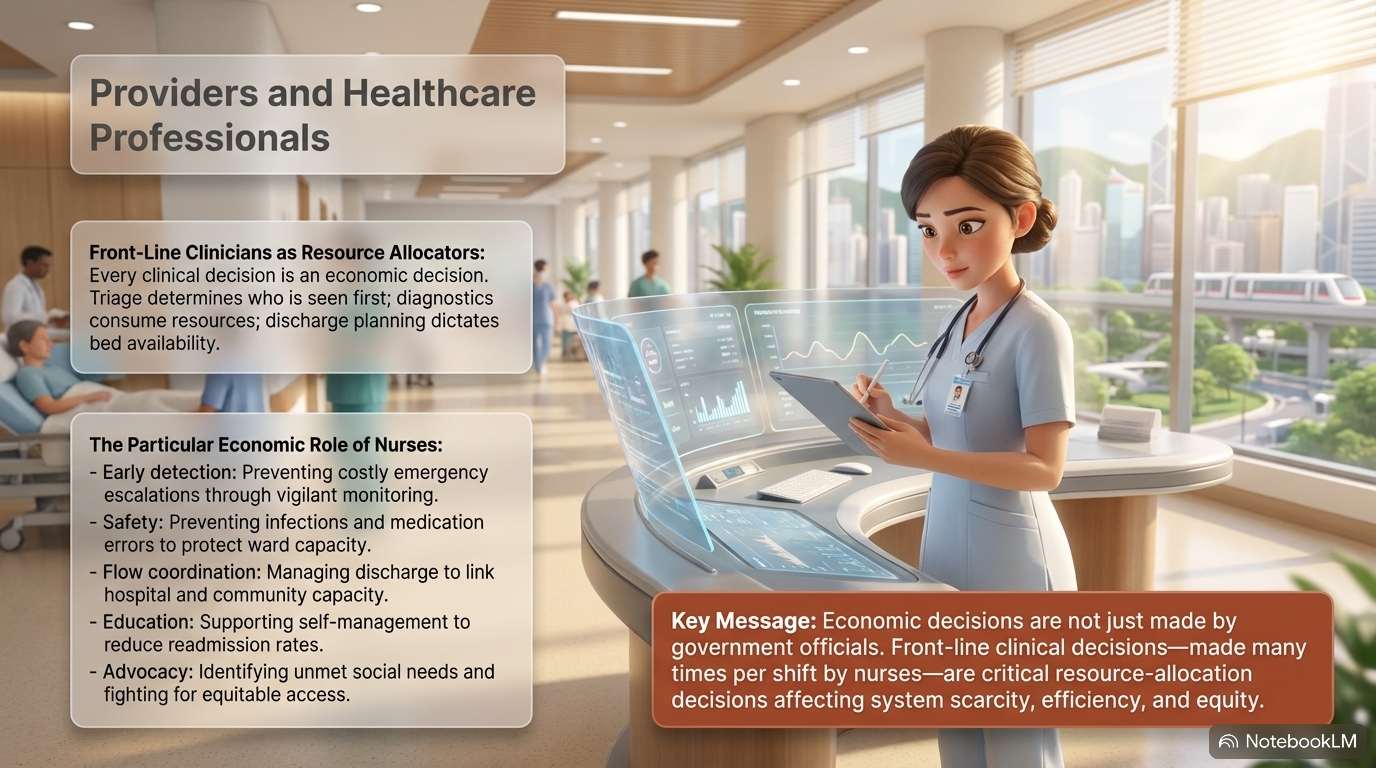 Providers and Healthcare
Professionals
Front-Line Clinicians as Resource Allocators:
Every clinical decision is an economic decision.
Triage determines who is seen first; diagnostics
consume resources; discharge planning dictates
bed availability.
The Particular Economic Role of Nurses:
- Early detection: Preventing costly emergency
escalations through vigilant monitoring.
- Safety: Preventing infections and medication
errors to protect ward capacity.
- Flow coordination: Managing discharge to link
hospital and community capacity.
- Education: Supporting self-management to
reduce readmission rates.
- Advocacy: Identifying unmet social needs and
fighting for equitable access.
Key Message: Economic decisions are not just made by
government officials. Front-line clinical decisions—made many
times per shift by nurses—are critical resource-allocation
decisions affecting system scarcity, efficiency, and equity.
NotebookLM